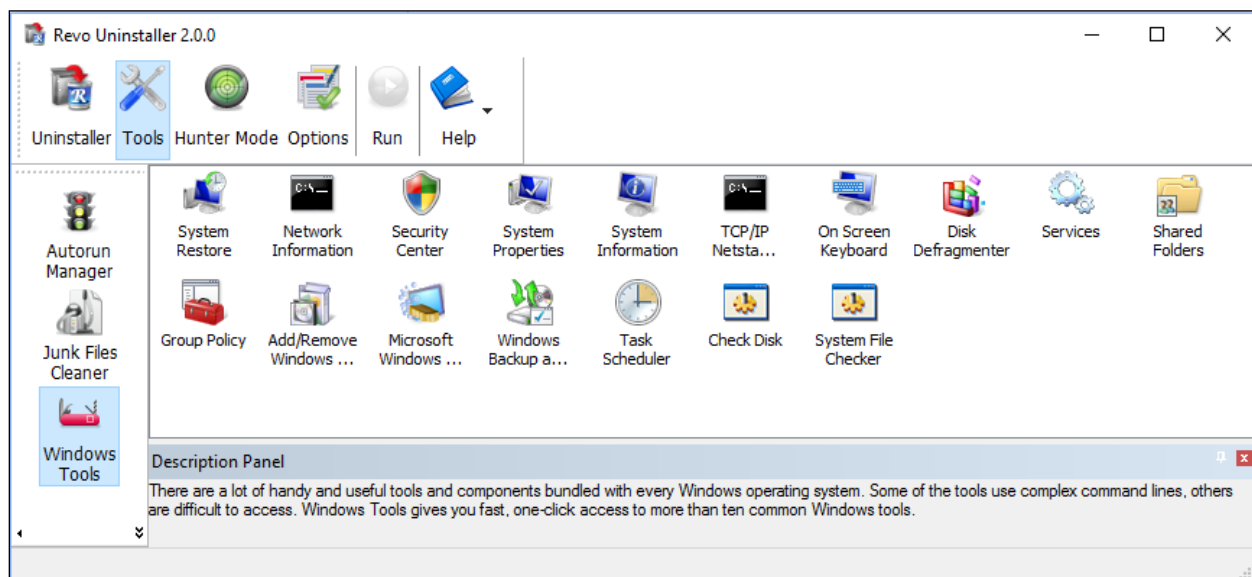 Revo Uninstaller 2.0.0
Uninstaller Tools Hunter Mode Options Run Help
Autorun
Manager
Junk Files
Cleaner
Windows
Tools
System
Restore
Network
Information
Security
Center
System
Properties
System
Information
TCP/IP
Netsta...
On Screen
Keyboard
Disk
Defragmenter
Services
Shared
Folders
Group Policy
Add/Remove
Windows ...
Microsoft
Windows ...
Windows
Backup a...
Task
Scheduler
Check Disk
System File
Checker
Description Panel
There are a lot of handy and useful tools and components bundled with every Windows operating system. Some of the tools use complex command lines, others
are difficult to access. Windows Tools gives you fast, one-click access to more than ten common Windows tools.